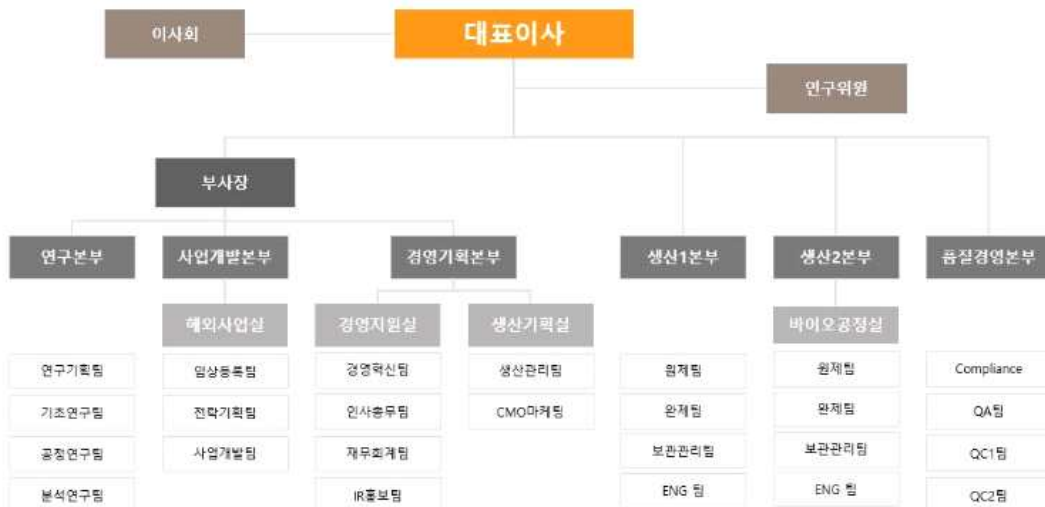 이사회
대표이사
연구위원
부사장
연구본부
사업개발본부
경영기획본부
생산1본부
생산2본부
품질경영본부
해외사업실
경영지원실
생산기획실
바이오공정실
연구기획팀
임상등록팀
경영혁신팀
생산관리팀
원제팀
원제팀
Compliance
기초연구팀
전략기획팀
인사총무팀
CMO마케팅
완제팀
완제팀
QA팀
공정연구팀
사업개발팀
재무회계팀
보관관리팀
보관관리팀
QC1팀
분석연구팀
IR홍보팀
ENG 팀
ENG 팀
QC2팀